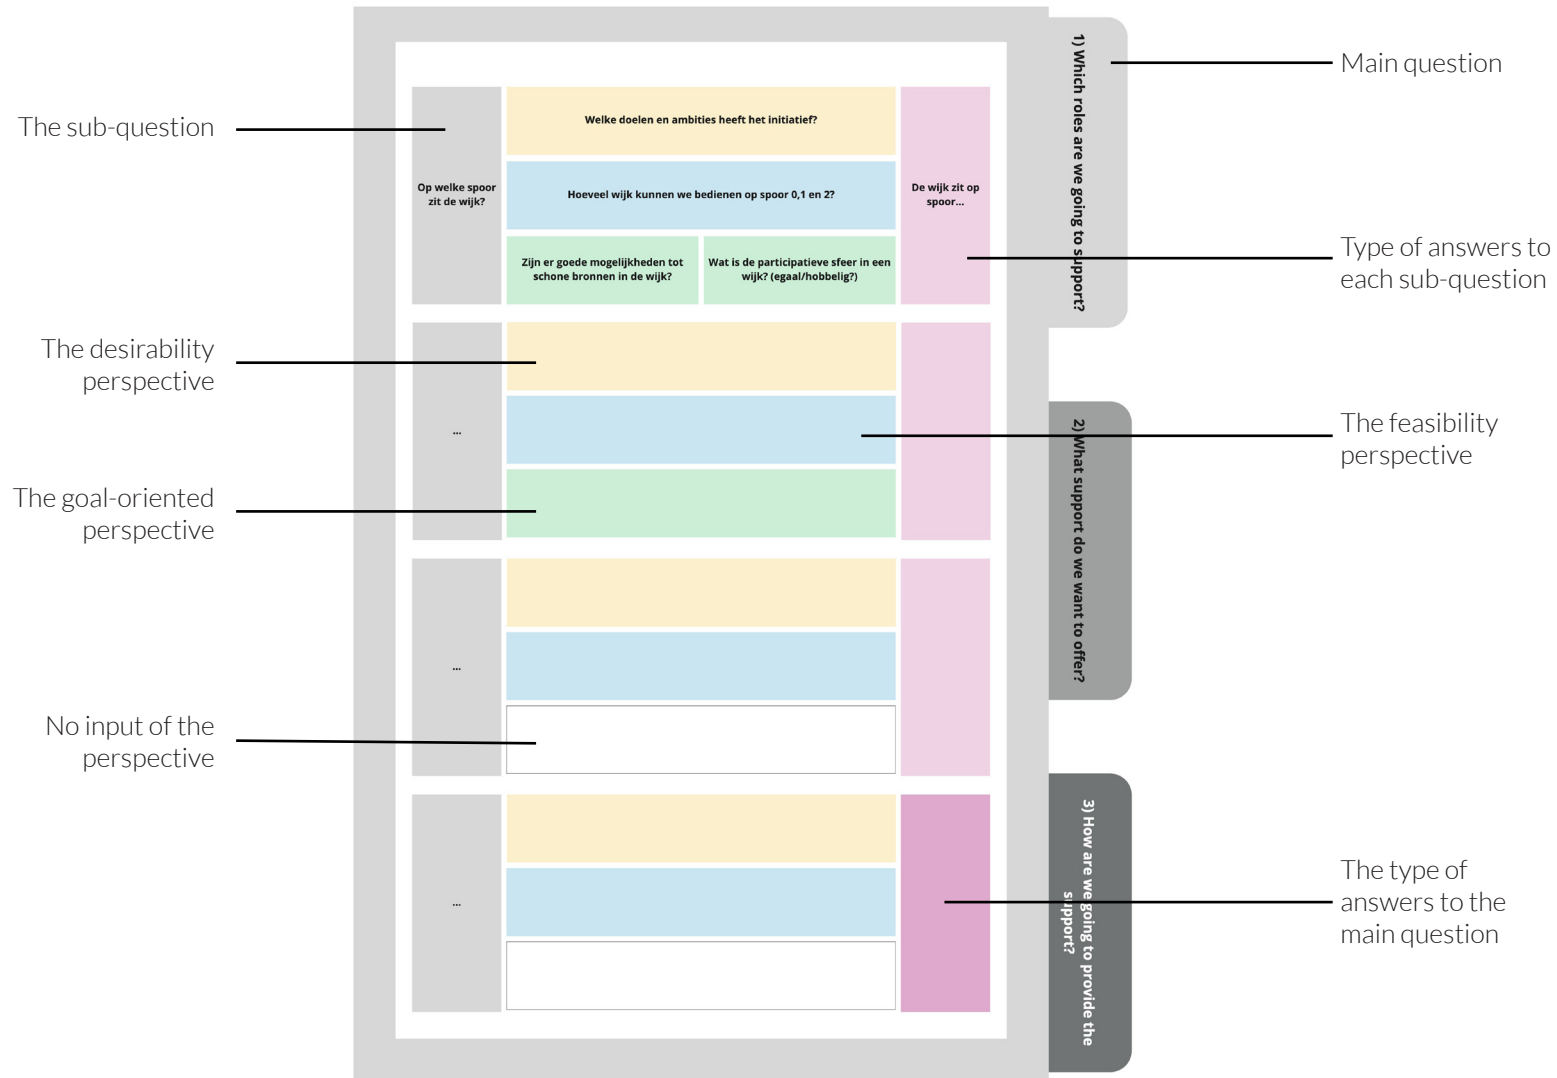 The sub-question
The desirability
perspective
The goal-oriented
perspective
No input of the
perspective
Op welke spoor
zit de wijk?
Welke doelen en ambities heeft het initiatief?
Hoeveel wijk kunnen we bedienen op spoor 0,1 en 2?
Zijn er goede mogelijkheden tot
schone bronnen in de wijk?
Wat is de participatieve sfeer in een
wijk? (egaal/hobbelig?)
De wijk zit op
spoor...
...
...
...
1) Which roles are we going to support?
2) What support do we want to offer?
3) How are we going to provide the
support?
Main question
Type of answers to
each sub-question
The feasibility
perspective
The type of
answers to the
main question